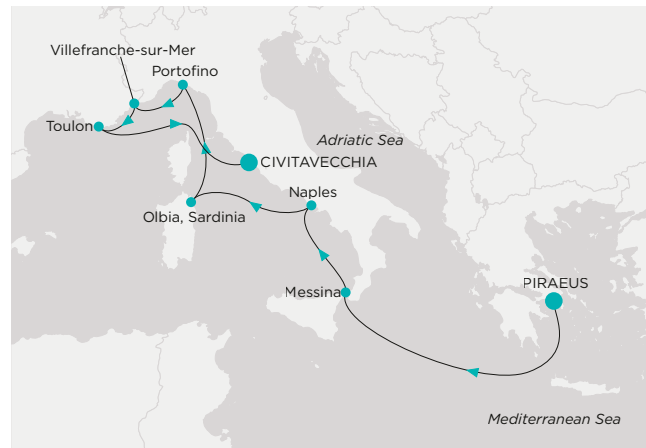 Villefranche-sur-Mer
Portofino
Toulon
Adriatic Sea
CIVITAVECCHIA
Naples
Olbia, Sardinia
PIRAEUS
Messina
Mediterranean Sea